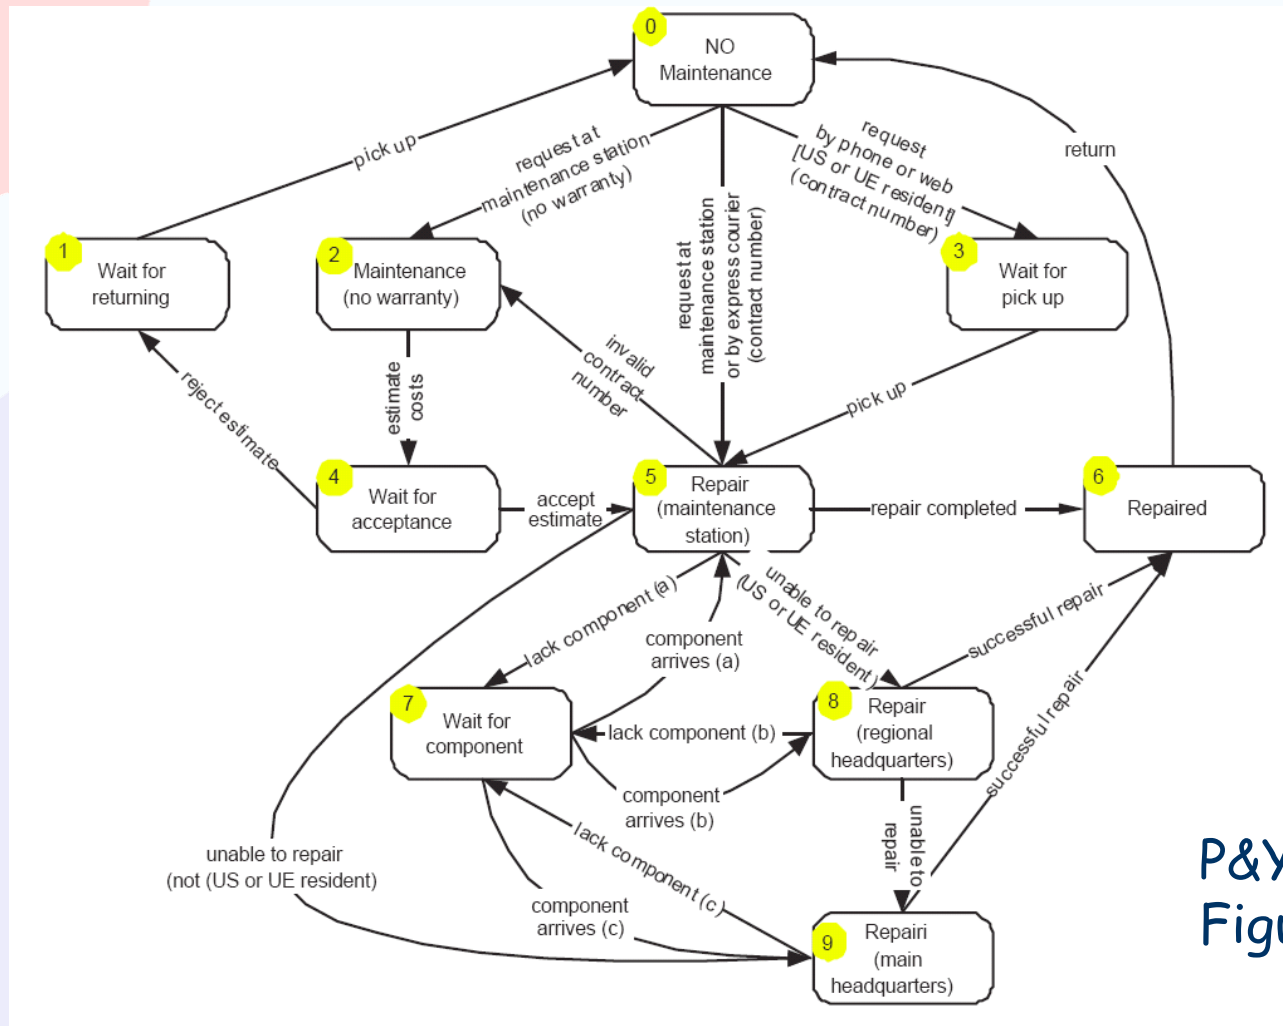 0
NO
Maintenance
pick up
request at
maintenance station
(no warranty)
request at
maintenance station
or by express courier
(contract number)
request
by phone or web
[US or UE resident]
(contract number)
return
1
Wait for
returning
2
Maintenance
(no warranty)
3
Wait for
pick up
reject estimate
estimate
costs
invalid
contract
number
pick up
4
Wait for
acceptance
accept
estimate
5
Repair
(maintenance
station)
repair completed
6
Repaired
lack component (a)
component
arrives (a)
unable to repair
(US or UE resident)
successful repair
7
Wait for
component
lack component (b)
component
arrives (b)
8
Repair
(regional
headquarters)
successful repair
unable to
repair
unable to repair
(not (US or UE resident)
lack component (c)
component
arrives (c)
9
Repairi
(main
headquarters)
P&Y
Figu